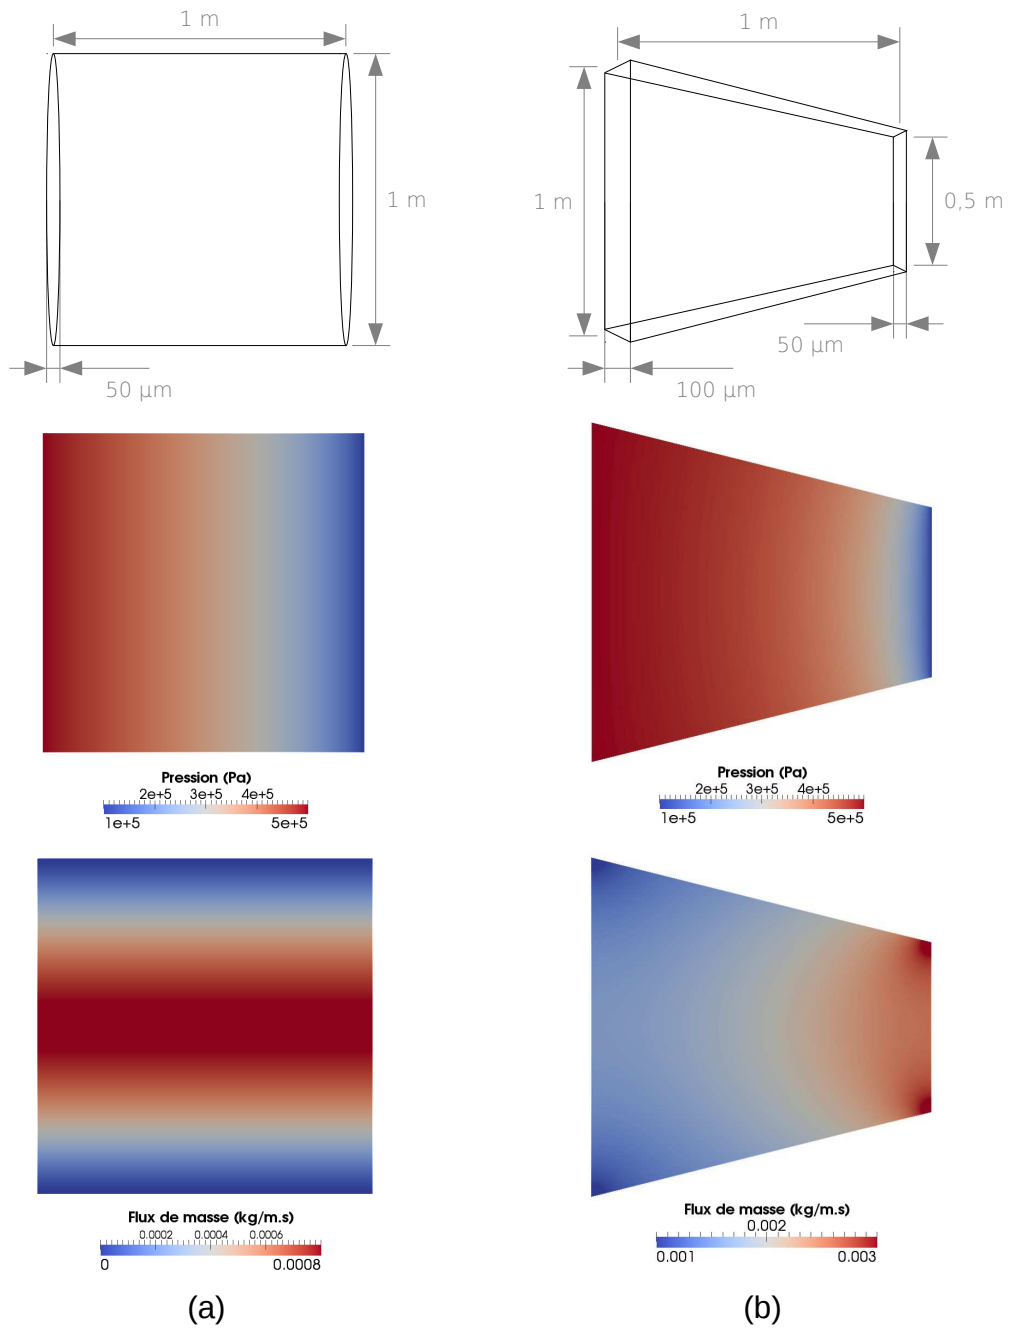 1 m
1 m
50 µm
1 m
1 m
0,5 m
50 µm
100 µm
Pression (Pa)
2e+5 3e+5 4e+5
1e+5 5e+5
Pression (Pa)
2e+5 3e+5 4e+5
1e+5 5e+5
Flux de masse (kg/m.s)
0.0002 0.0004 0.0006
0 0.0008
Flux de masse (kg/m.s)
0.002
0.001 0.003
(a)
(b)